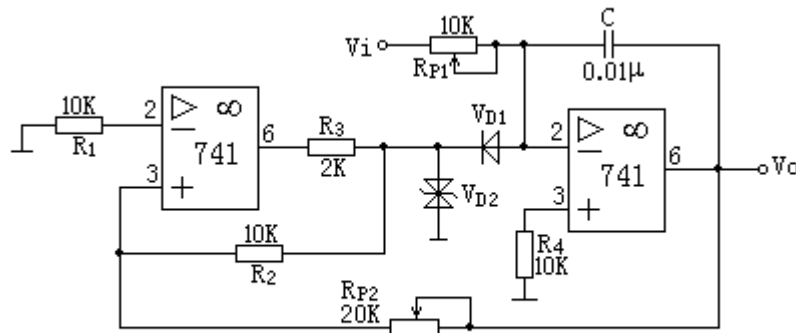 10K
Vi
RP1
C
0.01μ
10K
R1
2
▷ ∞
−
741
3
+
6
R3
2K
VD1
VD2
2
▷ ∞
−
741
3
+
6
Vo
R4
10K
10K
R2
RP2
20K